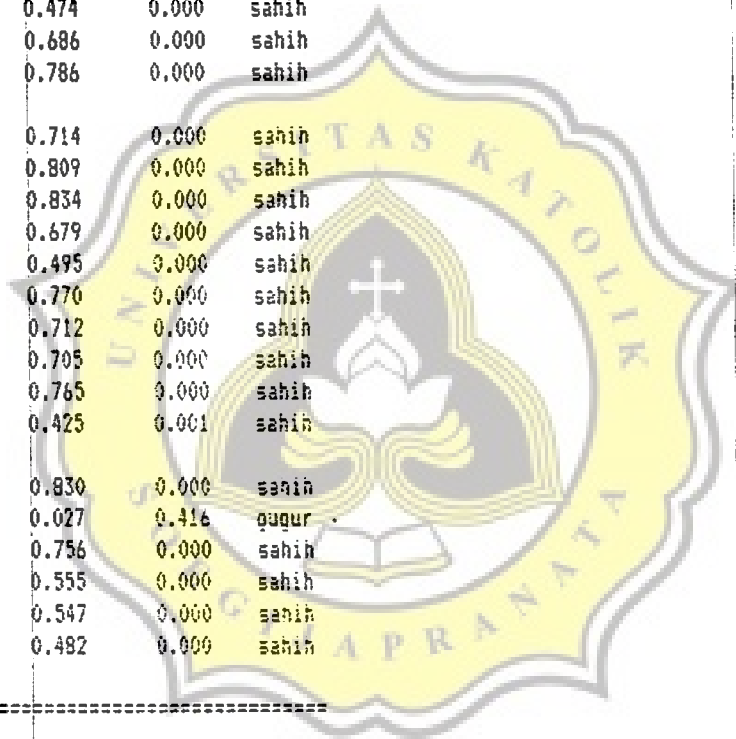 0.474 0.000 sahih
0.686 0.000 sahih
0.786 0.000 sahih
0.714 0.000 sahih
0.809 0.000 sahih
0.834 0.000 sahih
0.679 0.000 sahih
0.495 0.000 sahih
0.770 0.000 sahih
0.712 0.000 sahih
0.705 0.000 sahih
0.765 0.000 sahih
0.425 0.001 sahih
0.830 0.000 sahih
0.027 0.416 gugur
0.756 0.000 sahih
0.555 0.000 sahih
0.547 0.000 sahih
0.482 0.000 sahih
UNIVERSITAS KATOLIK
SOEGIJAPRANATA